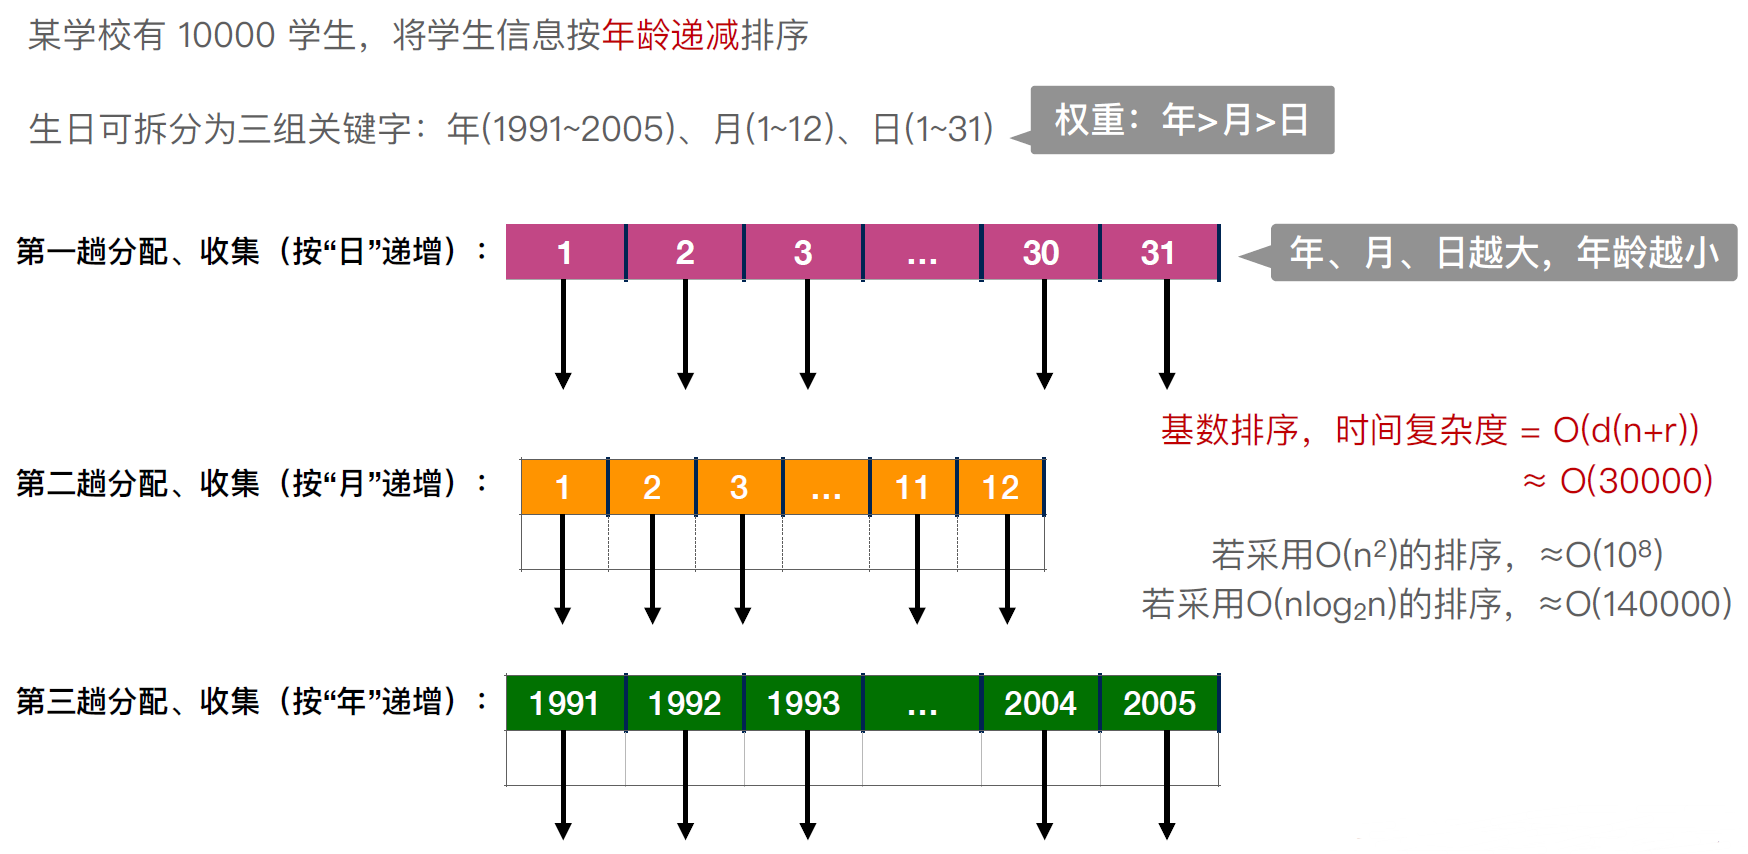 某学校有 10000 学生，将学生信息按年龄递减排序
生日可拆分为三组关键字：年(1991~2005)、月(1~12)、日(1~31)
权重：年>月>日
第一趟分配、收集（按“日”递增）：
1 2 3 ... 30 31
年、月、日越大，年龄越小
基数排序，时间复杂度 = O(d(n+r))
≈ O(30000)
第二趟分配、收集（按“月”递增）：
1 2 3 ... 11 12
若采用O(n²)的排序，≈O(10⁸)
若采用O(nlog₂n)的排序，≈O(140000)
第三趟分配、收集（按“年”递增）：
1991 1992 1993 ... 2004 2005